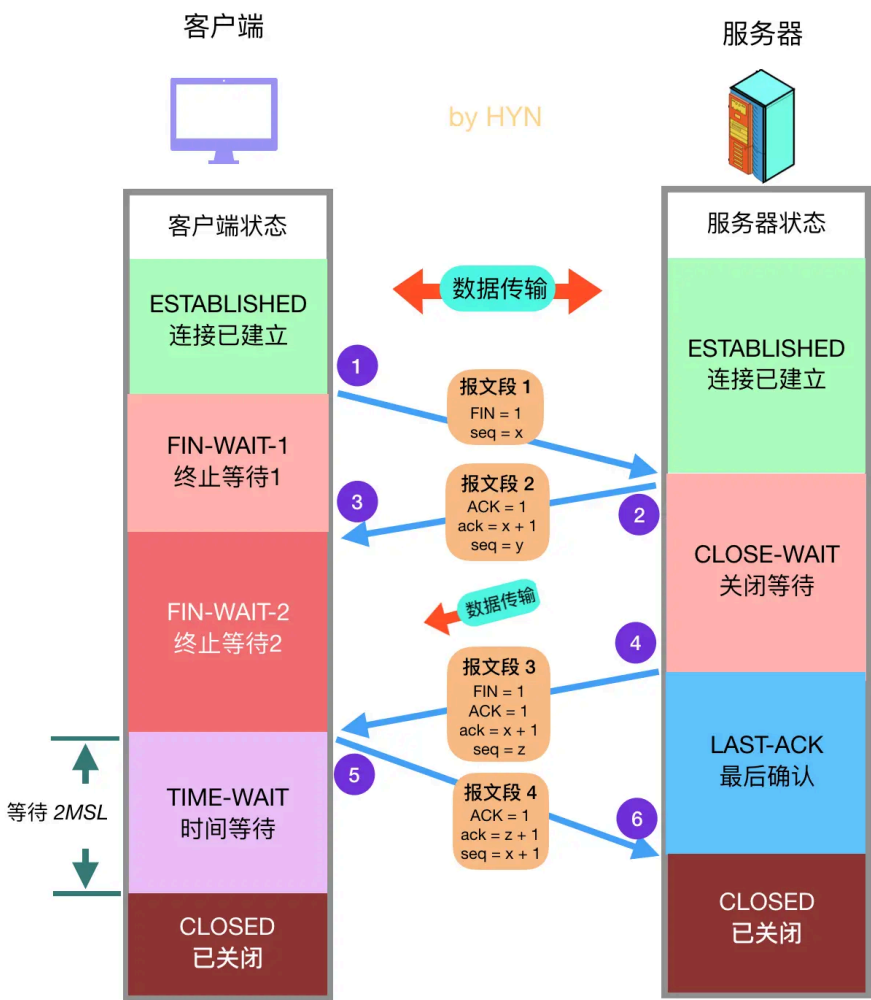 客户端
服务器
by HYN
客户端状态
服务器状态
ESTABLISHED
连接已建立
数据传输
ESTABLISHED
连接已建立
1
报文段 1
FIN = 1
seq = x
FIN-WAIT-1
终止等待1
3
报文段 2
ACK = 1
ack = x + 1
seq = y
2
CLOSE-WAIT
关闭等待
FIN-WAIT-2
终止等待2
数据传输
4
报文段 3
FIN = 1
ACK = 1
ack = x + 1
seq = z
LAST-ACK
最后确认
5
等待 2MSL
TIME-WAIT
时间等待
报文段 4
ACK = 1
ack = z + 1
seq = x + 1
6
CLOSED
已关闭
CLOSED
已关闭